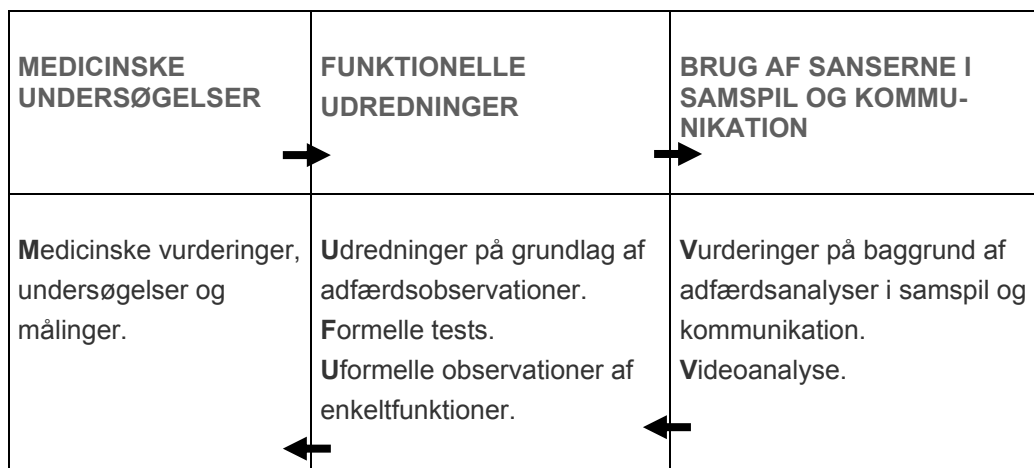 MEDICINSKE
UNDERSØGELSER
FUNKTIONELLE
UDREDNINGER
BRUG AF SANSERNE I
SAMSPIL OG KOMMU-
NIKATION
Medicinske vurderinger,
undersøgelser og
målinger.
Udredninger på grundlag af
adfærdsobservationer.
Formelle tests.
Uformelle observationer af
enkeltfunktioner.
Vurderinger på baggrund af
adfærdsanalyser i samspil og
kommunikation.
Videoanalyse.